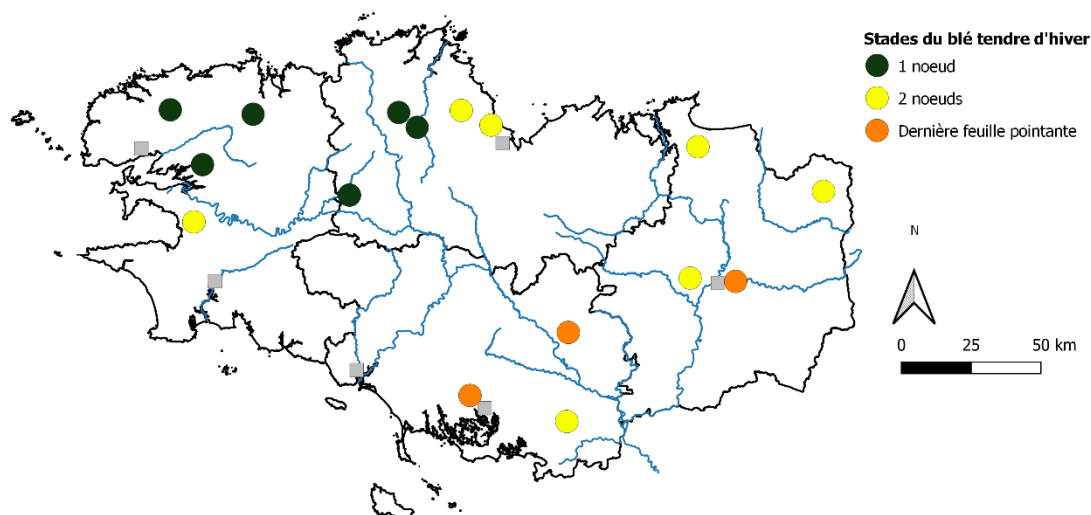 Stades du blé tendre d'hiver
1 noeud
2 noeuds
Dernière feuille pointante
N
0 25 50 km